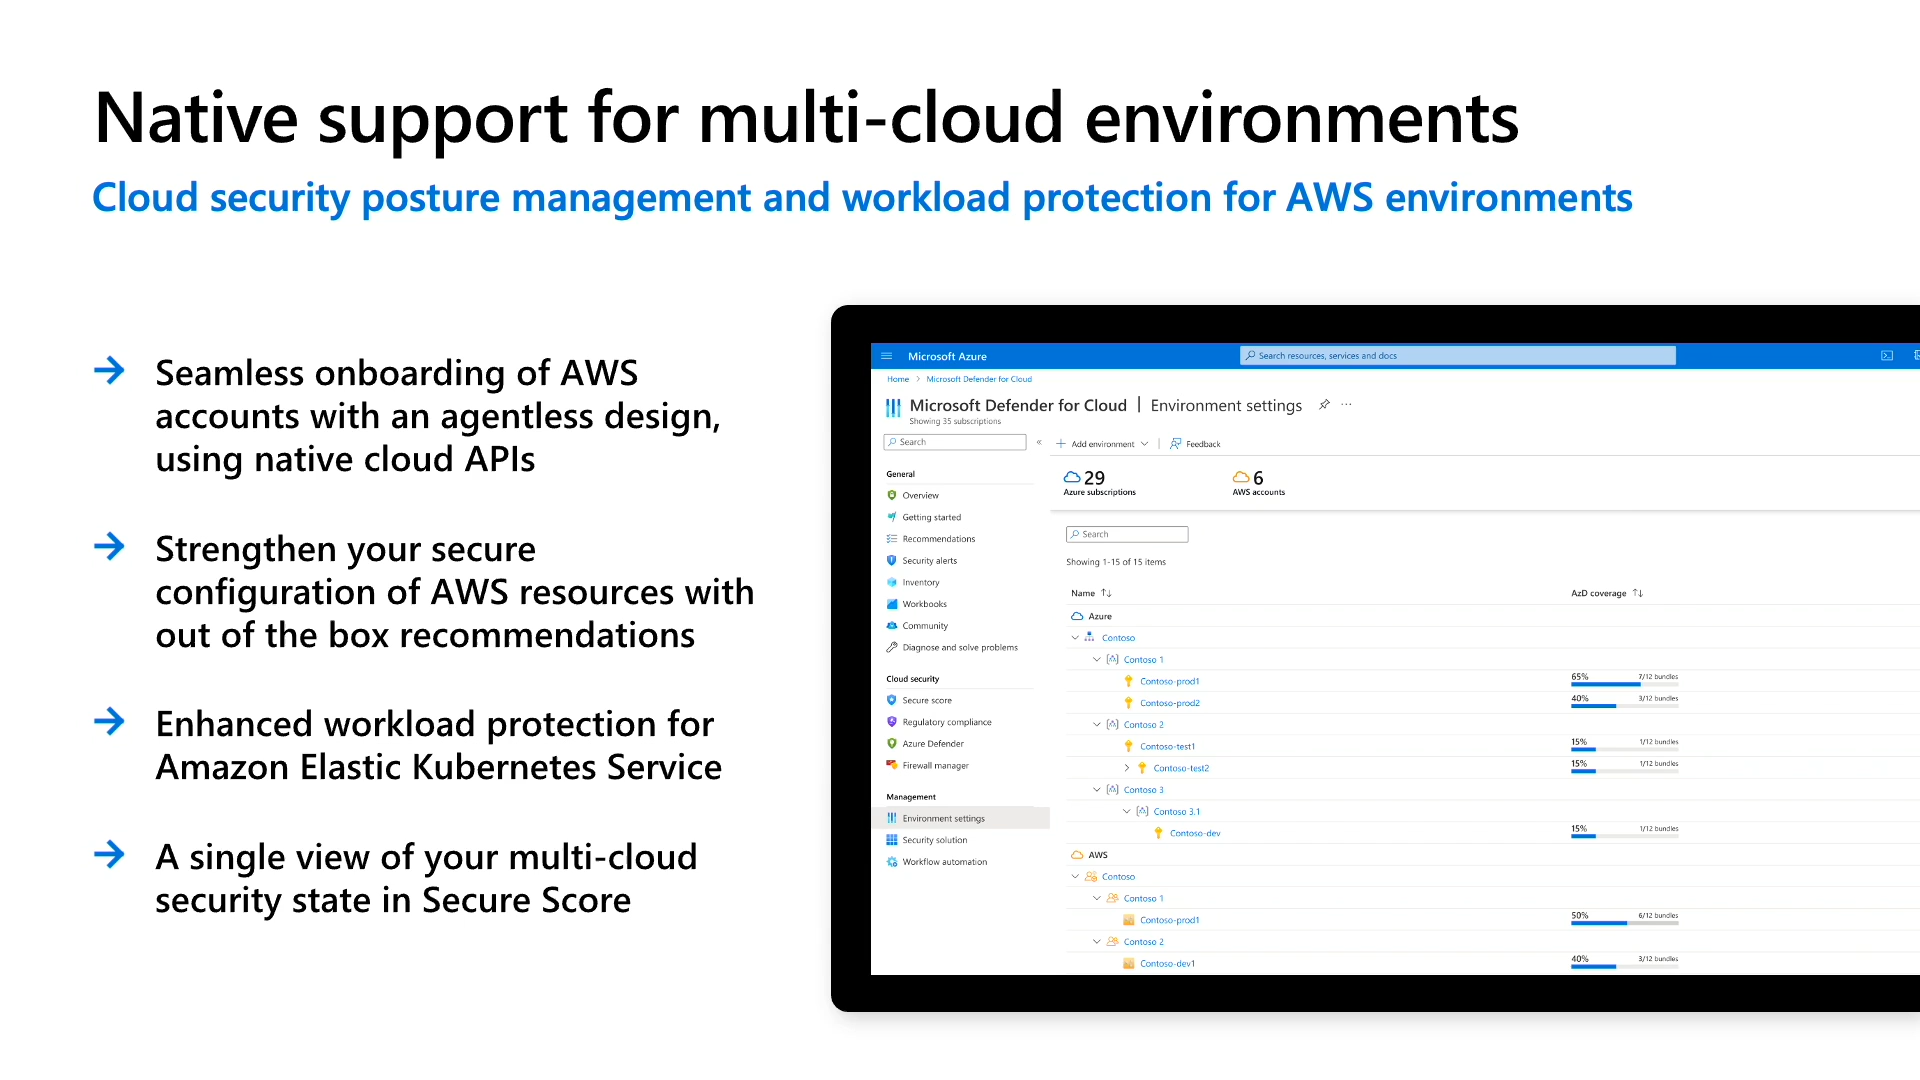 Native support for multi-cloud environments
Cloud security posture management and workload protection for AWS environments
Seamless onboarding of AWS
accounts with an agentless design,
using native cloud APIs
Strengthen your secure
configuration of AWS resources with
out of the box recommendations
Enhanced workload protection for
Amazon Elastic Kubernetes Service
A single view of your multi-cloud
security state in Secure Score
Microsoft Azure
Search resources, services and docs
Home > Microsoft Defender for Cloud
Microsoft Defender for Cloud | Environment settings
Showing 35 subscriptions
Search
Add environment
Feedback
General
Overview
Getting started
Recommendations
Security alerts
Inventory
Workbooks
Community
Diagnose and solve problems
Cloud security
Secure score
Regulatory compliance
Azure Defender
Firewall manager
Management
Environment settings
Security solution
Workflow automation
29
Azure subscriptions
6
AWS accounts
Search
Showing 1-15 of 15 items
Name AzD coverage
Azure
Contoso
Contoso 1
Contoso-prod1 65% 7/12 bundles
Contoso-prod2 40% 3/12 bundles
Contoso 2
Contoso-test1 15% 1/12 bundles
Contoso-test2 15% 1/12 bundles
Contoso 3
Contoso 3.1
Contoso-dev 15% 1/12 bundles
AWS
Contoso
Contoso 1
Contoso-prod1 50% 6/12 bundles
Contoso 2
Contoso-dev1 40% 3/12 bundles